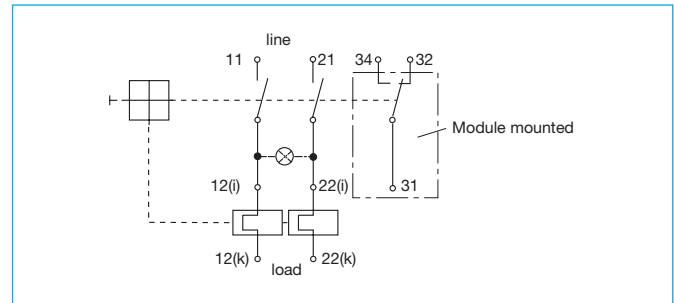 line
11 21 34 32
Module mounted
12(i) 22(i) 31
12(k) 22(k)
load